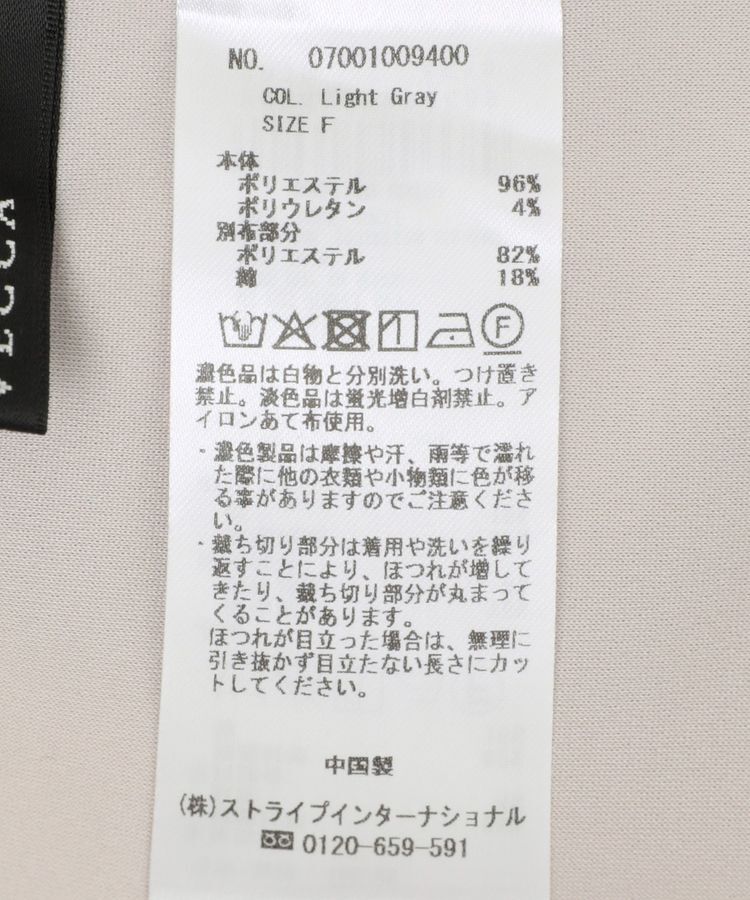 NO. 07001009400
COL. Light Gray
SIZE F
本体
ポリエステル 96%
ポリウレタン 4%
別布部分
ポリエステル 82%
綿 18%
F
濃色品は白物と分別洗い。つけ置き
禁止。淡色品は蛍光増白剤禁止。ア
イロンあて布使用。
・濃色製品は摩擦や汗、雨等で濡れ
た際に他の衣類や小物類に色が移
る事がありますのでご注意くださ
い。
・裁ち切り部分は着用や洗いを繰り
返すことにより、ほつれが増して
きたり、裁ち切り部分が丸まって
くることがあります。
ほつれが目立った場合は、無理に
引き抜かず目立たない長さにカッ
トしてください。
中国製
(株)ストライプインターナショナル
0120-659-591